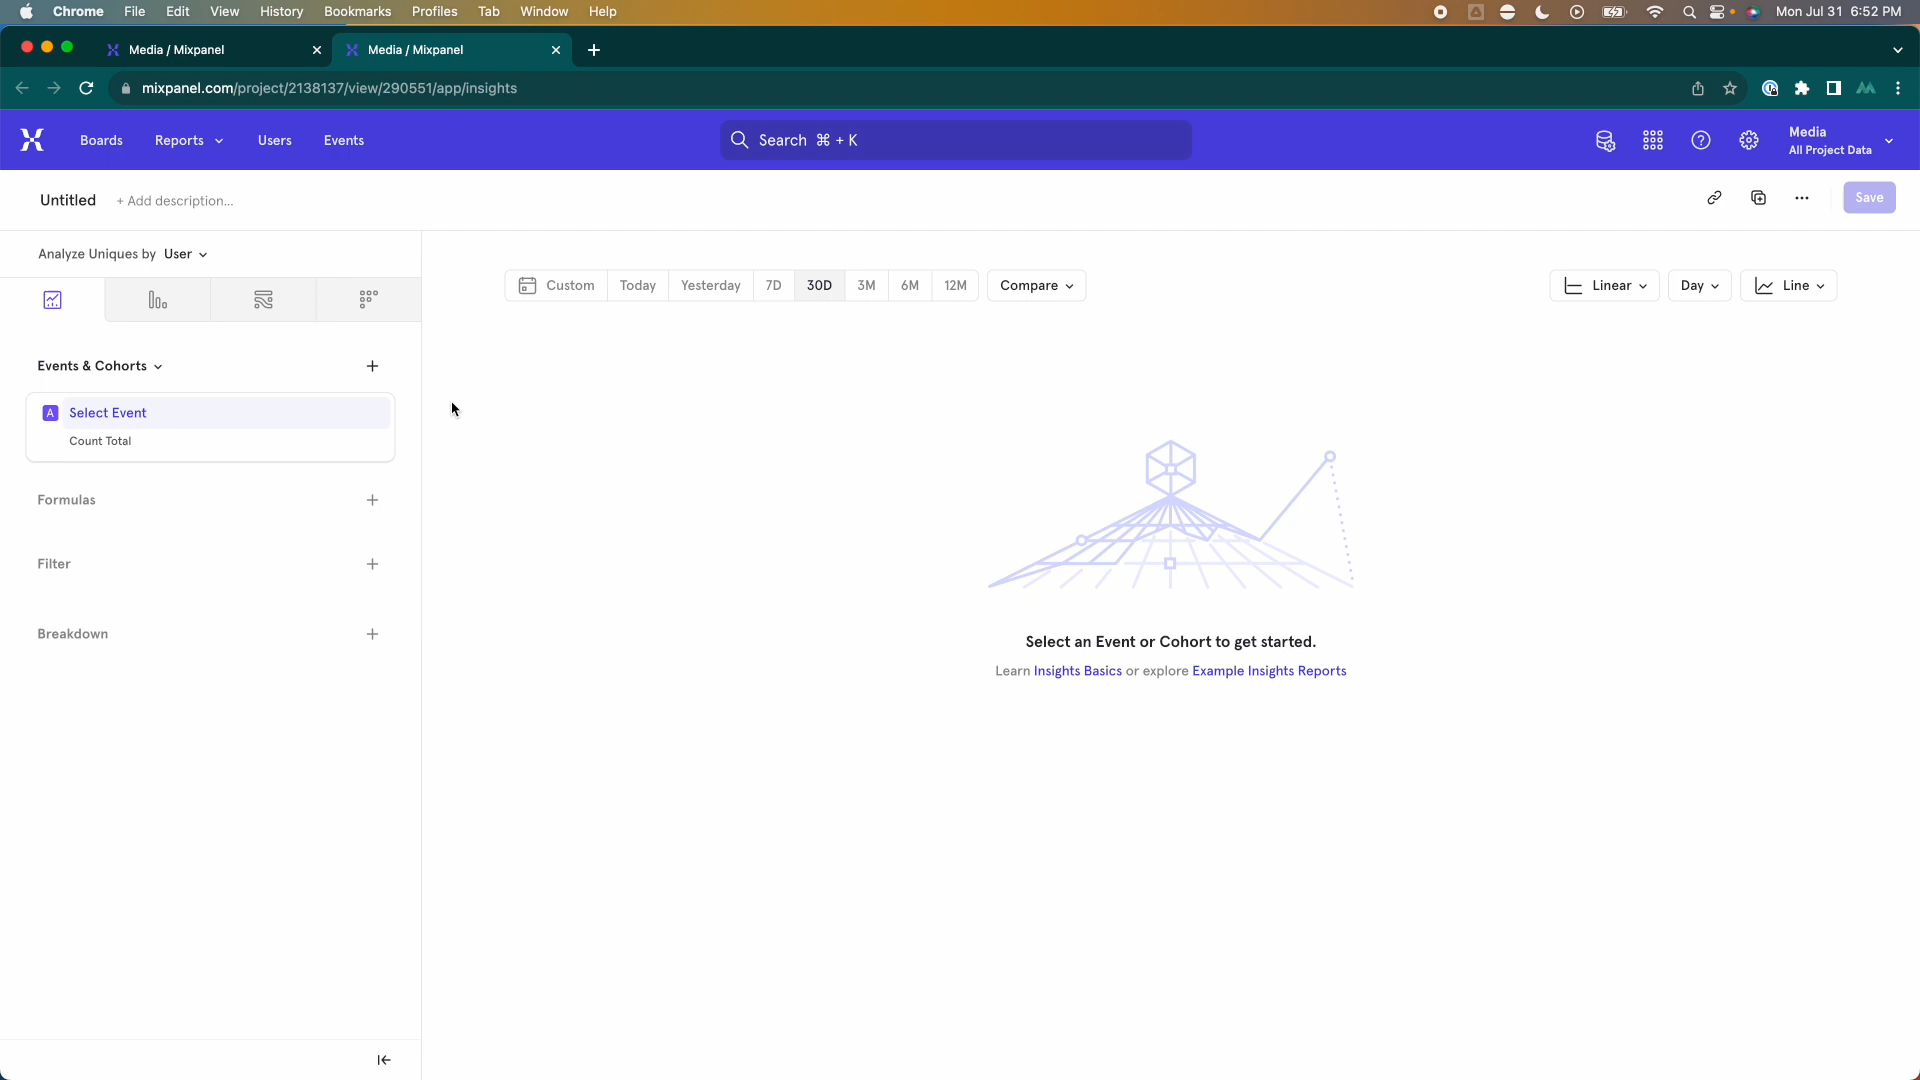 Chrome File Edit View History Bookmarks Profiles Tab Window Help Mon Jul 31 6:52 PM
Media / Mixpanel Media / Mixpanel
mixpanel.com/project/2138137/view/290551/app/insights
Boards Reports Users Events Search ⌘ + K Media
All Project Data
Untitled + Add description... Save
Analyze Uniques by User
Custom Today Yesterday 7D 30D 3M 6M 12M Compare Linear Day Line
Events & Cohorts
A Select Event
Count Total
Formulas
Filter
Breakdown
Select an Event or Cohort to get started.
Learn Insights Basics or explore Example Insights Reports